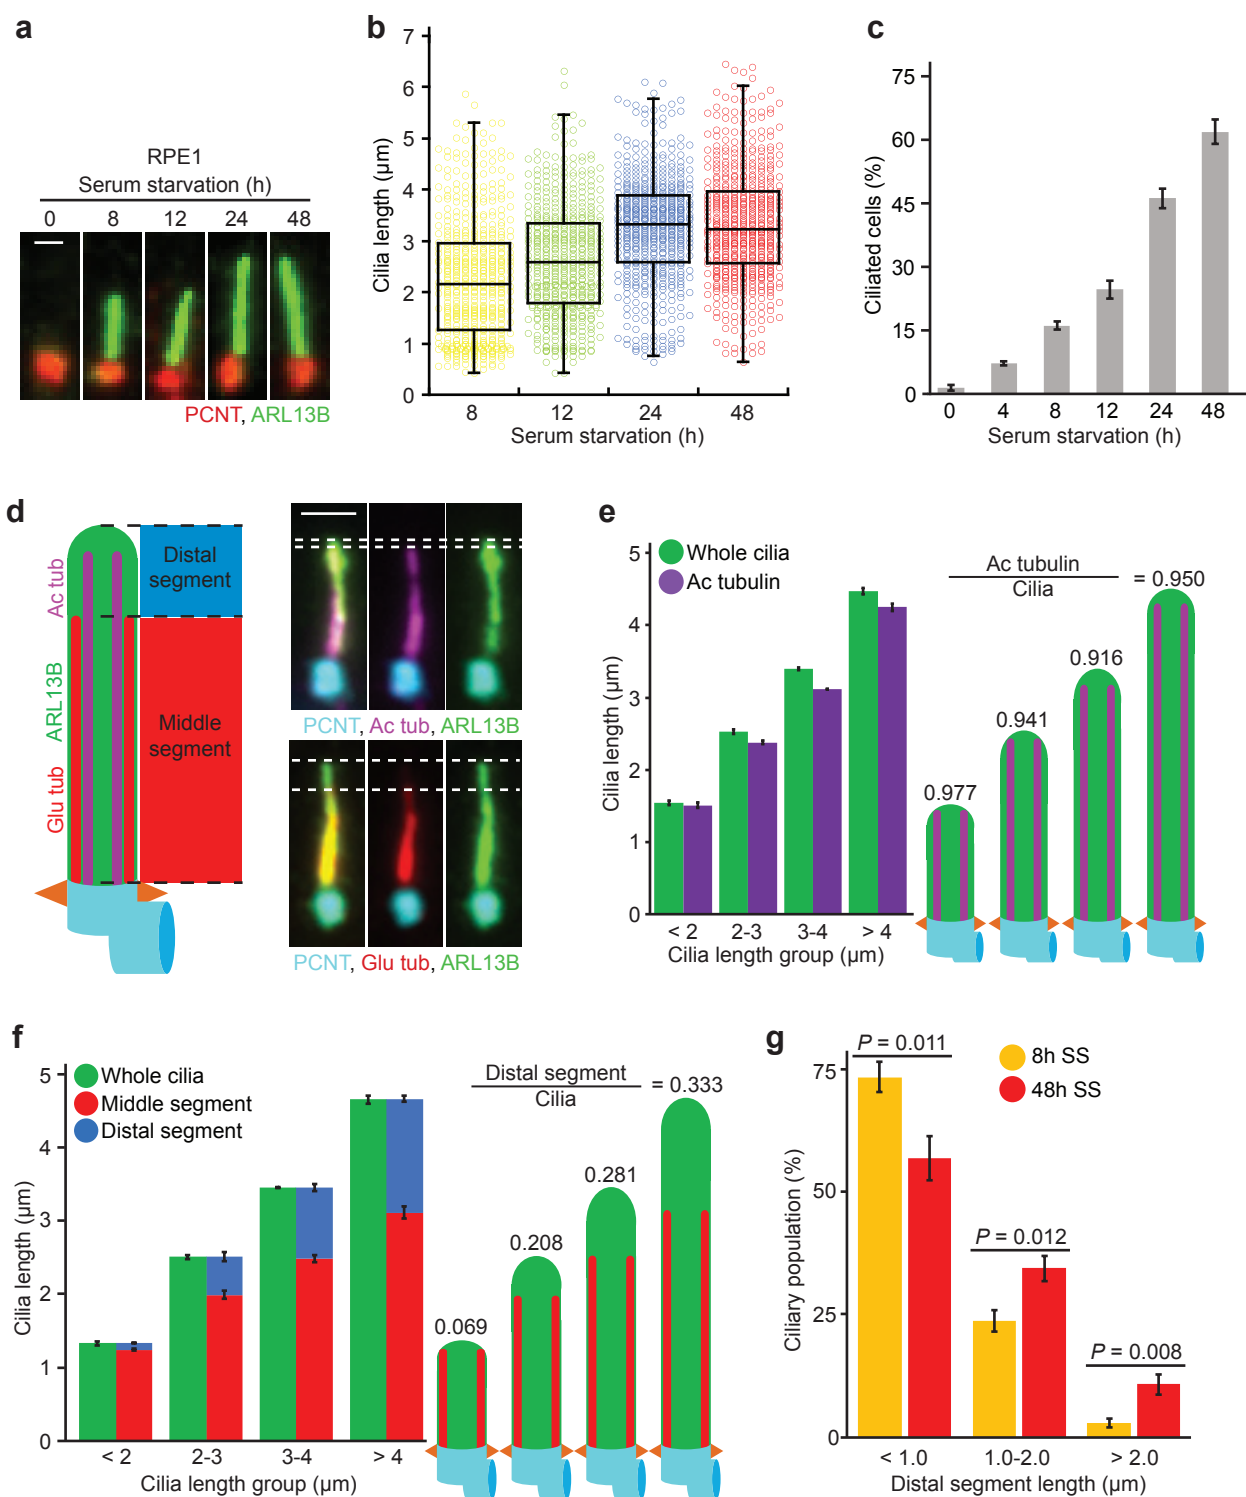 a
RPE1
Serum starvation (h)
0 8 12 24 48
PCNT, ARL13B
b
Cilia length (μm)
7
6
5
4
3
2
1
0
8 12 24 48
Serum starvation (h)
c
Ciliated cells (%)
75
60
45
30
15
0
0 4 8 12 24 48
Serum starvation (h)
d
Ac tub
ARL13B
Glu tub
Distal
segment
Middle
segment
PCNT, Ac tub, ARL13B
PCNT, Glu tub, ARL13B
e
Cilia length (μm)
5
4
3
2
1
0
Whole cilia
Ac tubulin
< 2 2-3 3-4 > 4
Cilia length group (μm)
Ac tubulin
Cilia
= 0.950
0.916
0.941
0.977
f
Cilia length (μm)
5
4
3
2
1
0
Whole cilia
Middle segment
Distal segment
< 2 2-3 3-4 > 4
Cilia length group (μm)
Distal segment
Cilia
= 0.333
0.281
0.208
0.069
g
Ciliary population (%)
75
50
25
0
P = 0.011
P = 0.012
P = 0.008
8h SS
48h SS
< 1.0 1.0-2.0 > 2.0
Distal segment length (μm)